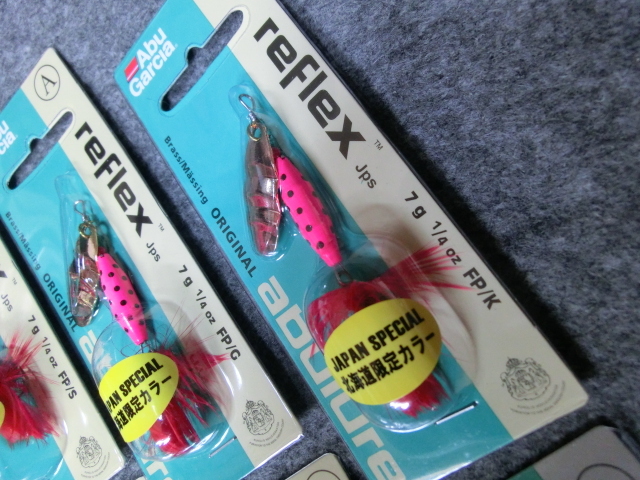 Abu
Garcia®
reflex™
Jps
7 g 1/4 oz FP/K
Brass/Mässing
ORIGINAL
abulure
JAPAN SPECIAL
北海道限定カラー
A
Abu
Garcia®
reflex™
Jps
7 g 1/4 oz FP/G
Brass/Mässing
ORIGINAL
JAPAN SPECIAL
北海道限定カラー
Jps
7 g 1/4 oz FP/S